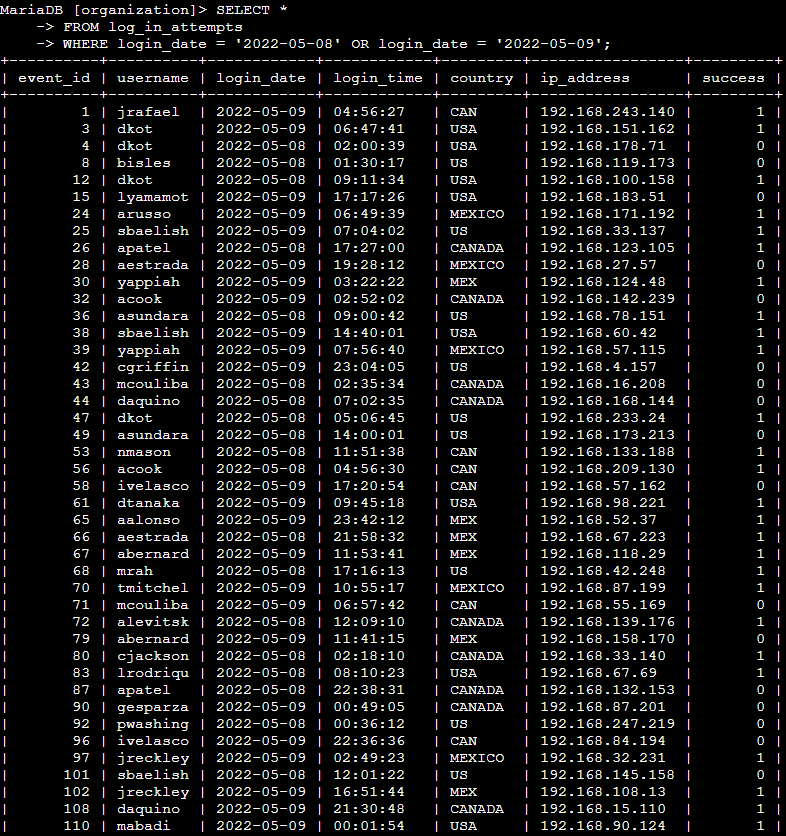 MariaDB [organization]> SELECT *
    -> FROM log_in_attempts
    -> WHERE login_date = '2022-05-08' OR login_date = '2022-05-09';
+----------+----------+------------+------------+---------+-----------------+---------+
| event_id | username | login_date | login_time | country | ip_address      | success |
+----------+----------+------------+------------+---------+-----------------+---------+
|        1 | jrafael  | 2022-05-09 | 04:56:27   | CAN     | 192.168.243.140 |       1 |
|        3 | dkot     | 2022-05-09 | 06:47:41   | USA     | 192.168.151.162 |       1 |
|        4 | dkot     | 2022-05-08 | 02:00:39   | USA     | 192.168.178.71  |       0 |
|        8 | bisles   | 2022-05-08 | 01:30:17   | US      | 192.168.119.173 |       0 |
|       12 | dkot     | 2022-05-08 | 09:11:34   | USA     | 192.168.100.158 |       1 |
|       15 | lyamamot | 2022-05-09 | 17:17:26   | USA     | 192.168.183.51  |       0 |
|       24 | arusso   | 2022-05-09 | 06:49:39   | MEXICO  | 192.168.171.192 |       1 |
|       25 | sbaelish | 2022-05-09 | 07:04:02   | US      | 192.168.33.137  |       1 |
|       26 | apatel   | 2022-05-08 | 17:27:00   | CANADA  | 192.168.123.105 |       1 |
|       28 | aestrada | 2022-05-09 | 19:28:12   | MEXICO  | 192.168.27.57   |       0 |
|       30 | yappiah  | 2022-05-09 | 03:22:22   | MEX     | 192.168.124.48  |       1 |
|       32 | acook    | 2022-05-09 | 02:52:02   | CANADA  | 192.168.142.239 |       0 |
|       36 | asundara | 2022-05-08 | 09:00:42   | US      | 192.168.78.151  |       1 |
|       38 | sbaelish | 2022-05-09 | 14:40:01   | USA     | 192.168.60.42   |       1 |
|       39 | yappiah  | 2022-05-09 | 07:56:40   | MEXICO  | 192.168.57.115  |       1 |
|       42 | cgriffin | 2022-05-09 | 23:04:05   | US      | 192.168.4.157   |       0 |
|       43 | mcouliba | 2022-05-08 | 02:35:34   | CANADA  | 192.168.16.208  |       0 |
|       44 | daquino  | 2022-05-08 | 07:02:35   | CANADA  | 192.168.168.144 |       0 |
|       47 | dkot     | 2022-05-08 | 05:06:45   | US      | 192.168.233.24  |       1 |
|       49 | asundara | 2022-05-08 | 14:00:01   | US      | 192.168.173.213 |       0 |
|       53 | nmason   | 2022-05-08 | 11:51:38   | CAN     | 192.168.133.188 |       1 |
|       56 | acook    | 2022-05-08 | 04:56:30   | CAN     | 192.168.209.130 |       1 |
|       58 | ivelasco | 2022-05-09 | 17:20:54   | CAN     | 192.168.57.162  |       0 |
|       61 | dtanaka  | 2022-05-09 | 09:45:18   | USA     | 192.168.98.221  |       1 |
|       65 | aalonso  | 2022-05-09 | 23:42:12   | MEX     | 192.168.52.37   |       1 |
|       66 | aestrada | 2022-05-08 | 21:58:32   | MEX     | 192.168.67.223  |       1 |
|       67 | abernard | 2022-05-09 | 11:53:41   | MEX     | 192.168.118.29  |       1 |
|       68 | mrah     | 2022-05-08 | 17:16:13   | US      | 192.168.42.248  |       1 |
|       70 | tmitchel | 2022-05-09 | 10:55:17   | MEXICO  | 192.168.87.199  |       1 |
|       71 | mcouliba | 2022-05-09 | 06:57:42   | CAN     | 192.168.55.169  |       0 |
|       72 | alevitsk | 2022-05-08 | 12:09:10   | CANADA  | 192.168.139.176 |       1 |
|       79 | abernard | 2022-05-08 | 11:41:15   | MEX     | 192.168.158.170 |       0 |
|       80 | cjackson | 2022-05-08 | 02:18:10   | CANADA  | 192.168.33.140  |       1 |
|       83 | lrodriqu | 2022-05-08 | 08:10:23   | USA     | 192.168.67.69   |       1 |
|       87 | apatel   | 2022-05-08 | 22:38:31   | CANADA  | 192.168.132.153 |       0 |
|       90 | gesparza | 2022-05-09 | 00:49:05   | CANADA  | 192.168.87.201  |       0 |
|       92 | pwashing | 2022-05-08 | 00:36:12   | US      | 192.168.247.219 |       0 |
|       96 | ivelasco | 2022-05-09 | 22:36:36   | CAN     | 192.168.84.194  |       0 |
|       97 | jreckley | 2022-05-09 | 02:49:23   | MEXICO  | 192.168.32.231  |       1 |
|      101 | sbaelish | 2022-05-08 | 12:01:22   | US      | 192.168.145.158 |       0 |
|      102 | jreckley | 2022-05-09 | 16:51:44   | MEX     | 192.168.108.13  |       1 |
|      108 | daquino  | 2022-05-08 | 21:30:48   | CANADA  | 192.168.15.110  |       1 |
|      110 | mabadi   | 2022-05-09 | 00:01:54   | USA     | 192.168.90.124  |       1 |